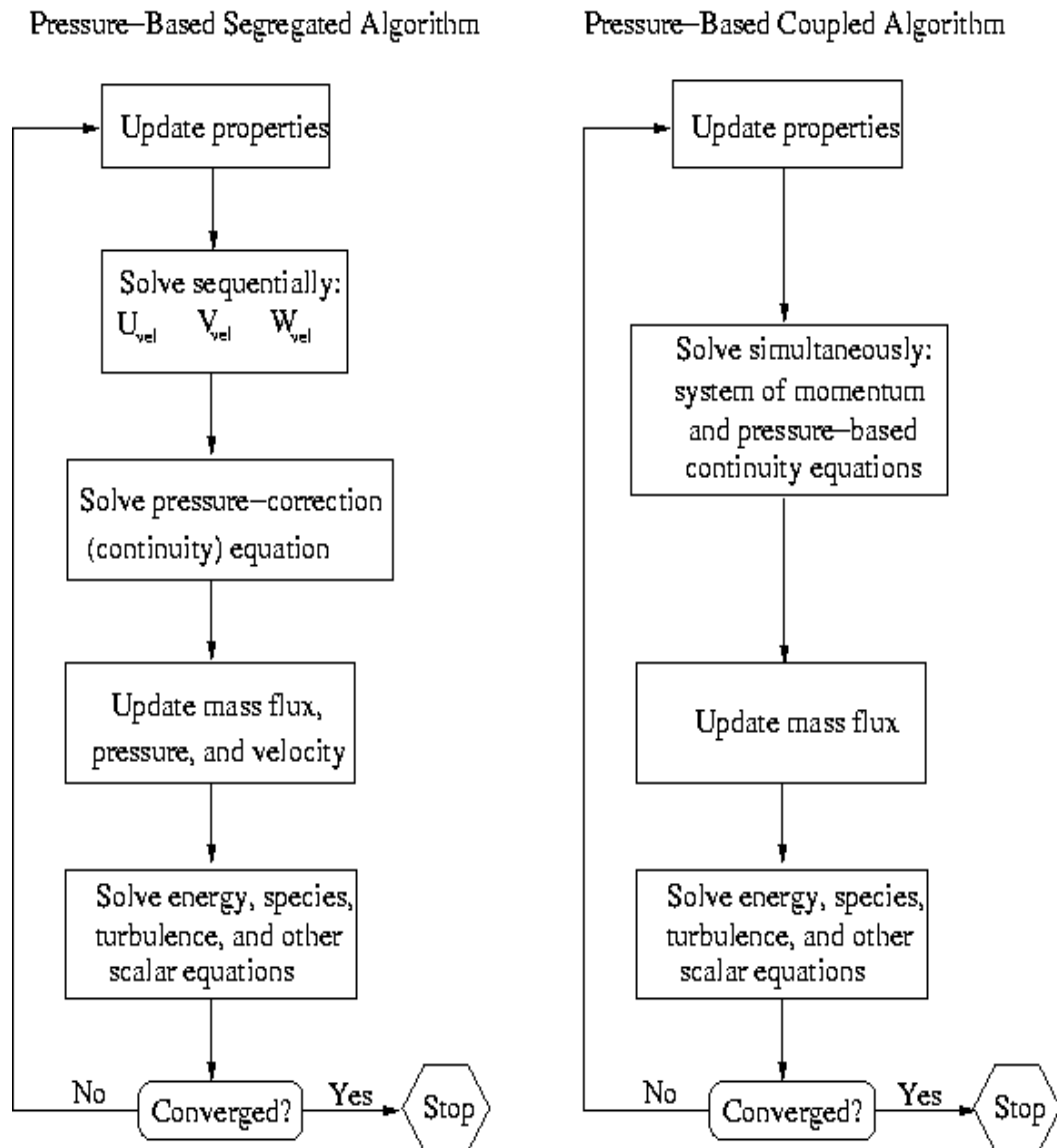 Pressure–Based Segregated Algorithm
Update properties
Solve sequentially:
Uvel Vvel Wvel
Solve pressure–correction
(continuity) equation
Update mass flux,
pressure, and velocity
Solve energy, species,
turbulence, and other
scalar equations
No
Converged?
Yes
Stop
Pressure–Based Coupled Algorithm
Update properties
Solve simultaneously:
system of momentum
and pressure–based
continuity equations
Update mass flux
Solve energy, species,
turbulence, and other
scalar equations
No
Converged?
Yes
Stop